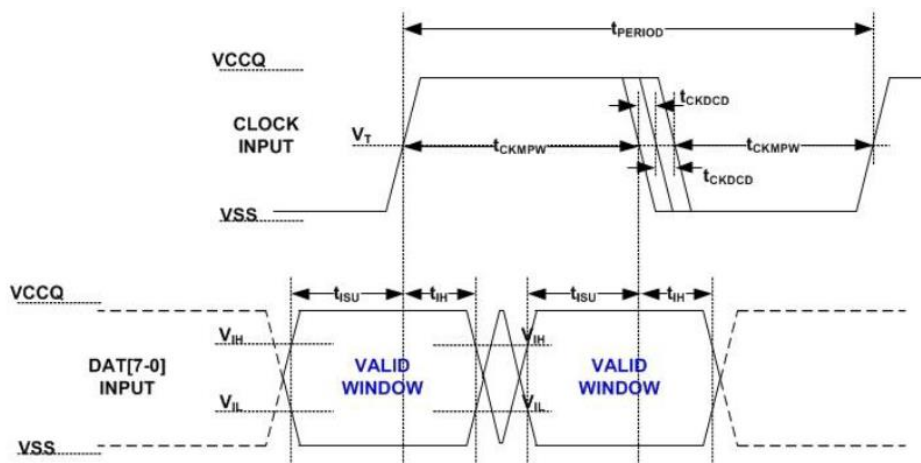 tPERIOD
VCCQ
tCKDCD
CLOCK
INPUT
VT
tCKMPW
tCKMPW
tCKDCD
VSS
VCCQ
tISU
tIH
tISU
tIH
VIH
VIH
DAT[7-0]
INPUT
VALID
WINDOW
VALID
WINDOW
VIL
VIL
VSS